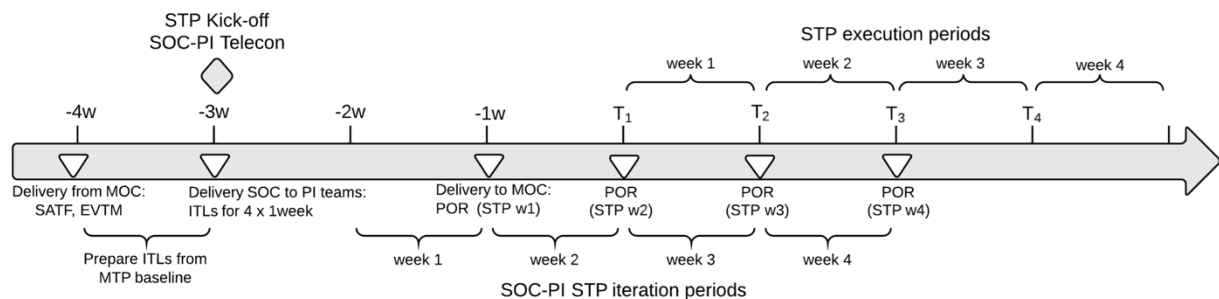 STP Kick-off
SOC-PI Telecon
STP execution periods
week 1
week 2
week 3
week 4
-4w
-3w
-2w
-1w
T1
T2
T3
T4
Delivery from MOC:
SATF, EVTM
Delivery SOC to PI teams:
ITLs for 4 x 1week
Delivery to MOC:
POR (STP w1)
POR
(STP w2)
POR
(STP w3)
POR
(STP w4)
Prepare ITLs from
MTP baseline
week 1
week 2
week 3
week 4
SOC-PI STP iteration periods